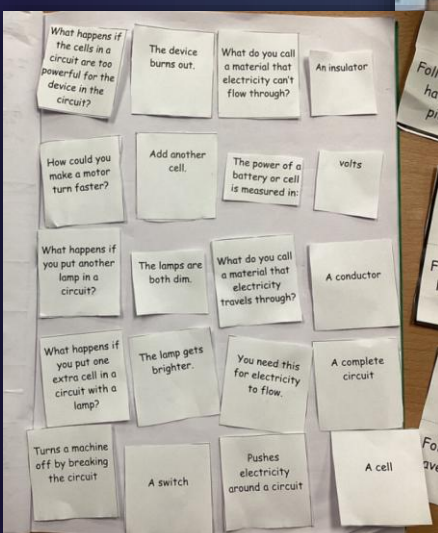 What happens if
the cells in a
circuit are too
powerful for the
device in the
circuit?
The device
burns out.
What do you call
a material that
electricity can't
flow through?
An insulator
How could you
make a motor
turn faster?
Add another
cell.
The power of a
battery or cell
is measured in:
volts
What happens if
you put another
lamp in a
circuit?
The lamps are
both dim.
What do you call
a material that
electricity
travels through?
A conductor
What happens if
you put one
extra cell in a
circuit with a
lamp?
The lamp gets
brighter.
You need this
for electricity
to flow.
A complete
circuit
Turns a machine
off by breaking
the circuit
A switch
Pushes
electricity
around a circuit
A cell